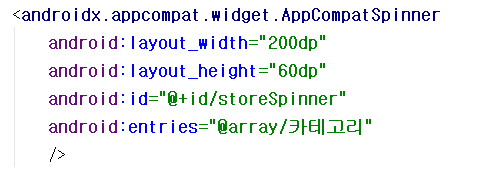 <androidx.appcompat.widget.AppCompatSpinner
android:layout_width="200dp"
android:layout_height="60dp"
android:id="@+id/storeSpinner"
android:entries="@array/카테고리"
/>